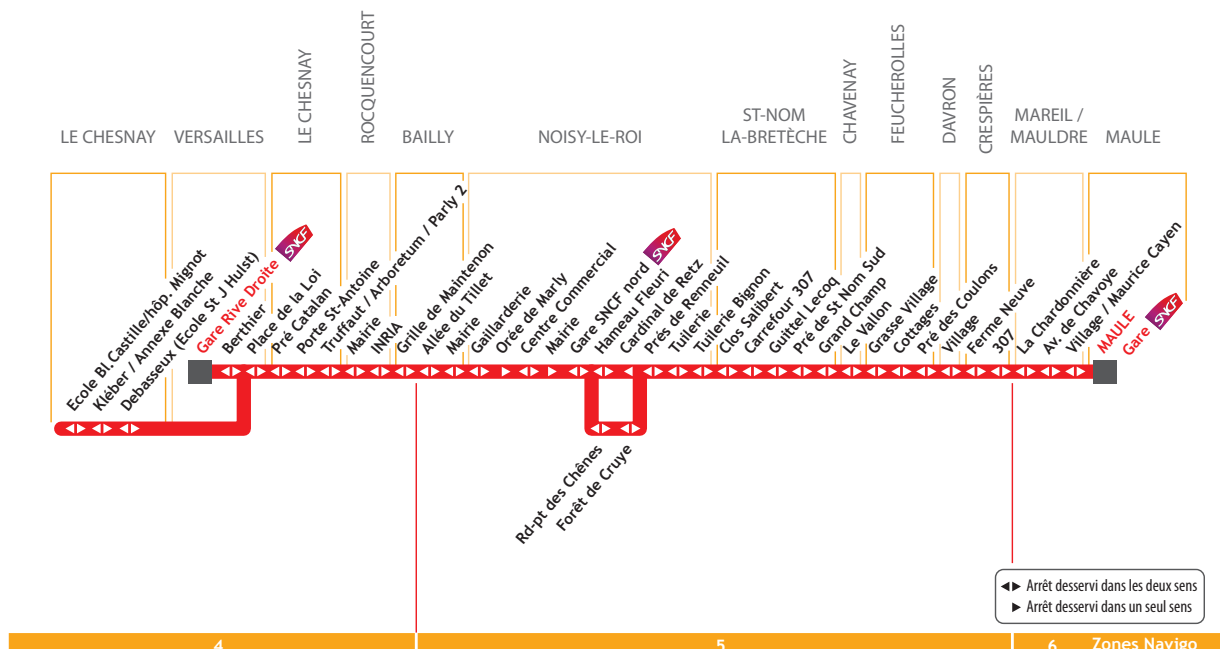 LE CHESNAY
VERSAILLES
LE CHESNAY
ROCQUENCOURT
BAILLY
NOISY-LE-ROI
ST-NOM
LA-BRETÈCHE
CHAVENAY
FEUCHEROLLES
DAVRON
CRESPIÈRES
MAREIL /
MAULDRE
MAULE
Ecole Bl.Castille/hôp. Mignot
Kléber / Annexe Blanche
Debasseux (Ecole St J Hulst)
Gare Rive Droite
SNCF
Berthier
Place de la Loi
Pré Catalan
Porte St-Antoine
Truffaut / Arboretum / Parly 2
Mairie
INRIA
Grille de Maintenon
Allée du Tillet
Mairie
Gaillarderie
Orée de Marly
Centre Commercial
Mairie
Gare SNCF nord
SNCF
Hameau Fleuri
Cardinal de Retz
Prés de Renneuil
Tuilerie
Tuilerie Bignon
Clos Salibert
Carrefour 307
Guittel Lecoq
Pré de St Nom Sud
Grand Champ
Le Vallon
Grasse Village
Cottages
Pré des Coulons
Village
Ferme Neuve
307
La Chardonnière
Av. de Chavoye
Village / Maurice Cayen
MAULE
Gare
SNCF
Rd-pt des Chênes
Forêt de Cruye
Arrêt desservi dans les deux sens
Arrêt desservi dans un seul sens
4
5
6
Zones Navigo